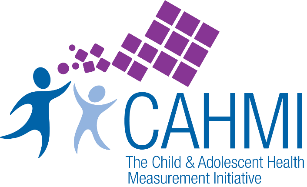 CAHMI
The Child & Adolescent Health
Measurement Initiative